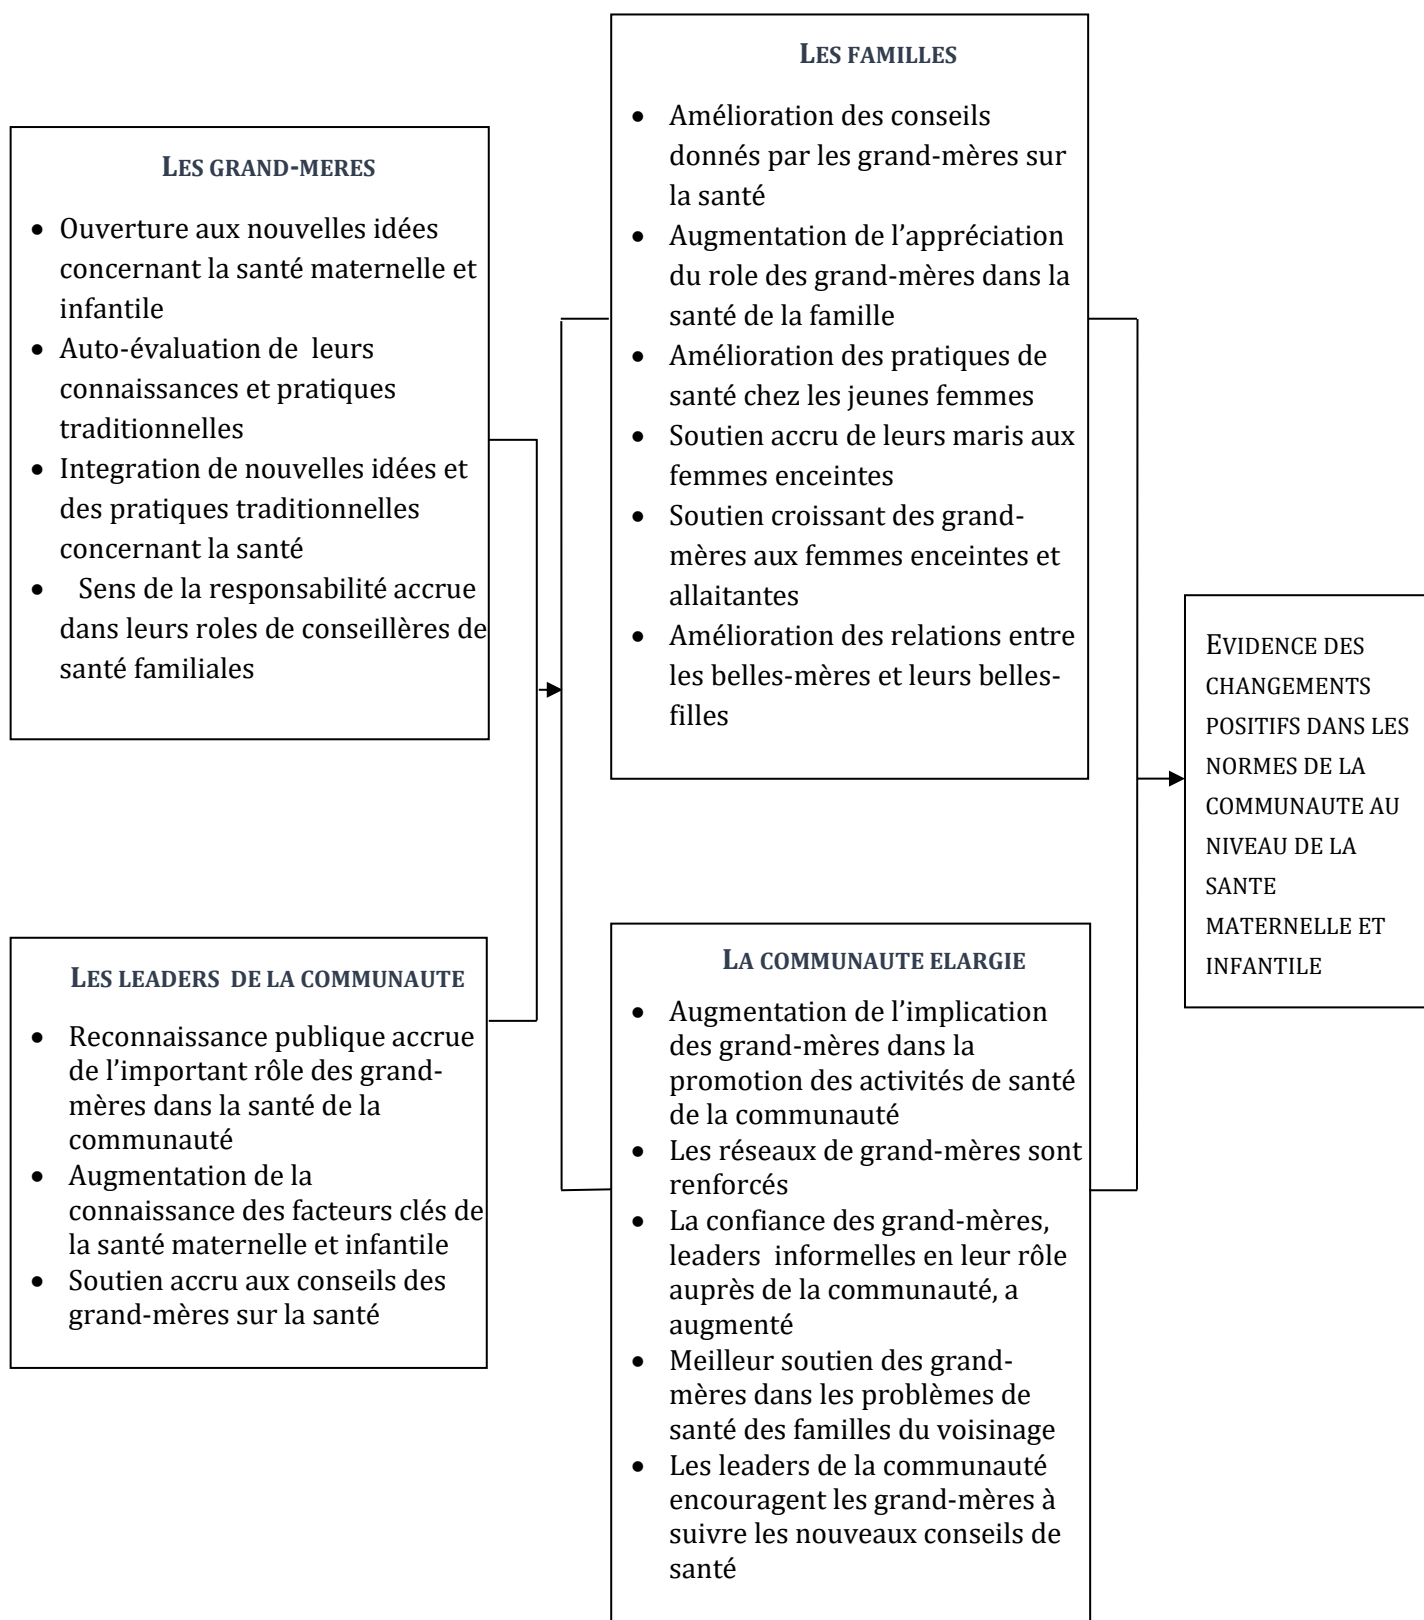 LES GRAND-MERES
• Ouverture aux nouvelles idées
concernant la santé maternelle et
infantile
• Auto-évaluation de leurs
connaissances et pratiques
traditionnelles
• Integration de nouvelles idées et
des pratiques traditionnelles
concernant la santé
• Sens de la responsabilité accrue
dans leurs roles de conseillères de
santé familiales
LES LEADERS DE LA COMMUNAUTE
• Reconnaissance publique accrue
de l’important rôle des grand-
mères dans la santé de la
communauté
• Augmentation de la
connaissance des facteurs clés de
la santé maternelle et infantile
• Soutien accru aux conseils des
grand-mères sur la santé
LES FAMILLES
• Amélioration des conseils
donnés par les grand-mères sur
la santé
• Augmentation de l’appréciation
du role des grand-mères dans la
santé de la famille
• Amélioration des pratiques de
santé chez les jeunes femmes
• Soutien accru de leurs maris aux
femmes enceintes
• Soutien croissant des grand-
mères aux femmes enceintes et
allaitantes
• Amélioration des relations entre
les belles-mères et leurs belles-
filles
LA COMMUNAUTE ELARGIE
• Augmentation de l’implication
des grand-mères dans la
promotion des activités de santé
de la communauté
• Les réseaux de grand-mères sont
renforcés
• La confiance des grand-mères,
leaders informelles en leur rôle
auprès de la communauté, a
augmenté
• Meilleur soutien des grand-
mères dans les problèmes de
santé des familles du voisinage
• Les leaders de la communauté
encouragent les grand-mères à
suivre les nouveaux conseils de
santé
EVIDENCE DES
CHANGEMENTS
POSITIFS DANS LES
NORMES DE LA
COMMUNAUTE AU
NIVEAU DE LA
SANTE
MATERNELLE ET
INFANTILE